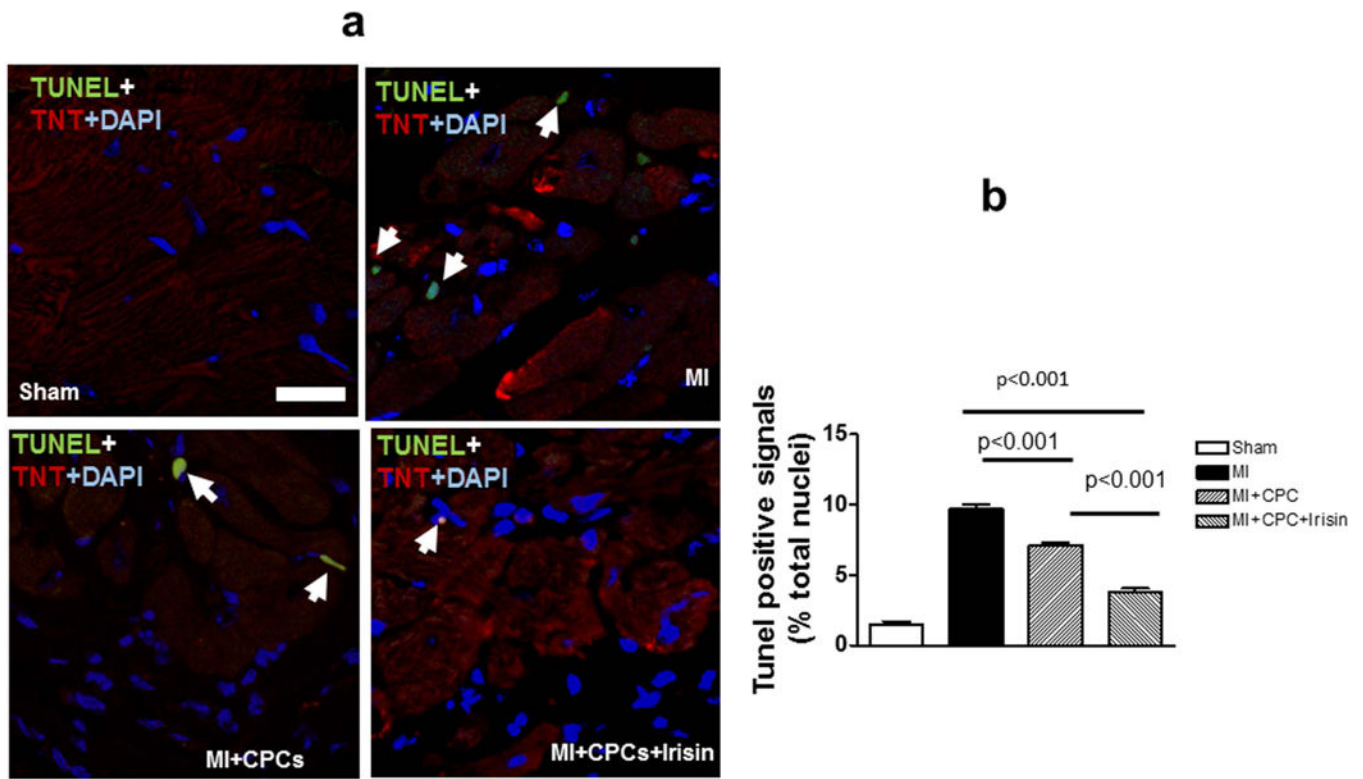 a
TUNEL+
TNT+DAPI
Sham
TUNEL+
TNT+DAPI
MI
TUNEL+
TNT+DAPI
MI+CPCs
TUNEL+
TNT+DAPI
MI+CPCs+Irisin
b
Tunel positive signals
(% total nuclei)
15
10
5
0
p<0.001
p<0.001
p<0.001
Sham
MI
MI+CPC
MI+CPC+Irisin